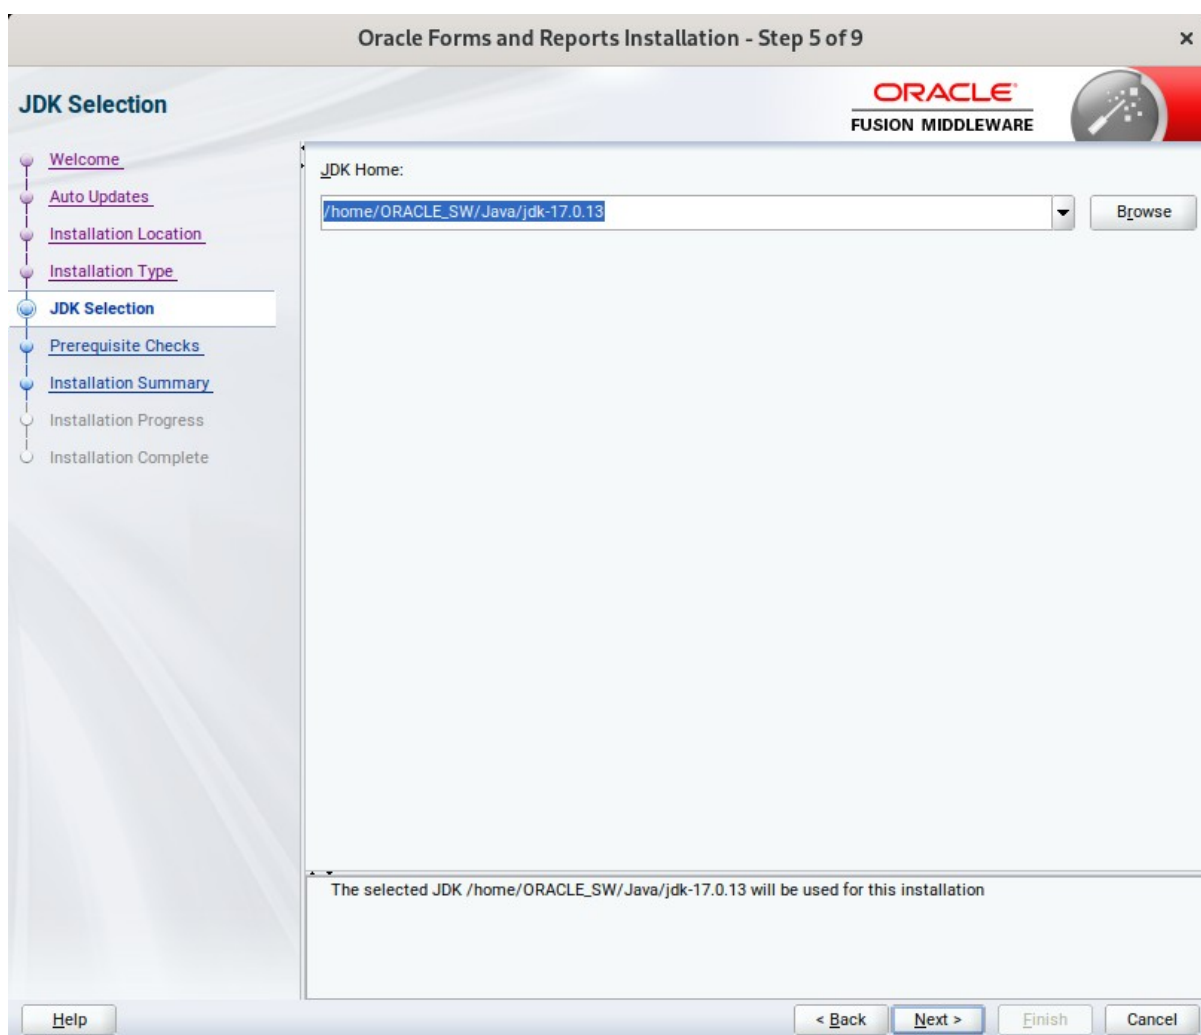 Oracle Forms and Reports Installation - Step 5 of 9
JDK Selection
ORACLE
FUSION MIDDLEWARE
Welcome
Auto Updates
Installation Location
Installation Type
JDK Selection
Prerequisite Checks
Installation Summary
Installation Progress
Installation Complete
JDK Home:
/home/ORACLE_SW/Java/jdk-17.0.13
Browse
The selected JDK /home/ORACLE_SW/Java/jdk-17.0.13 will be used for this installation
Help
< Back
Next >
Finish
Cancel